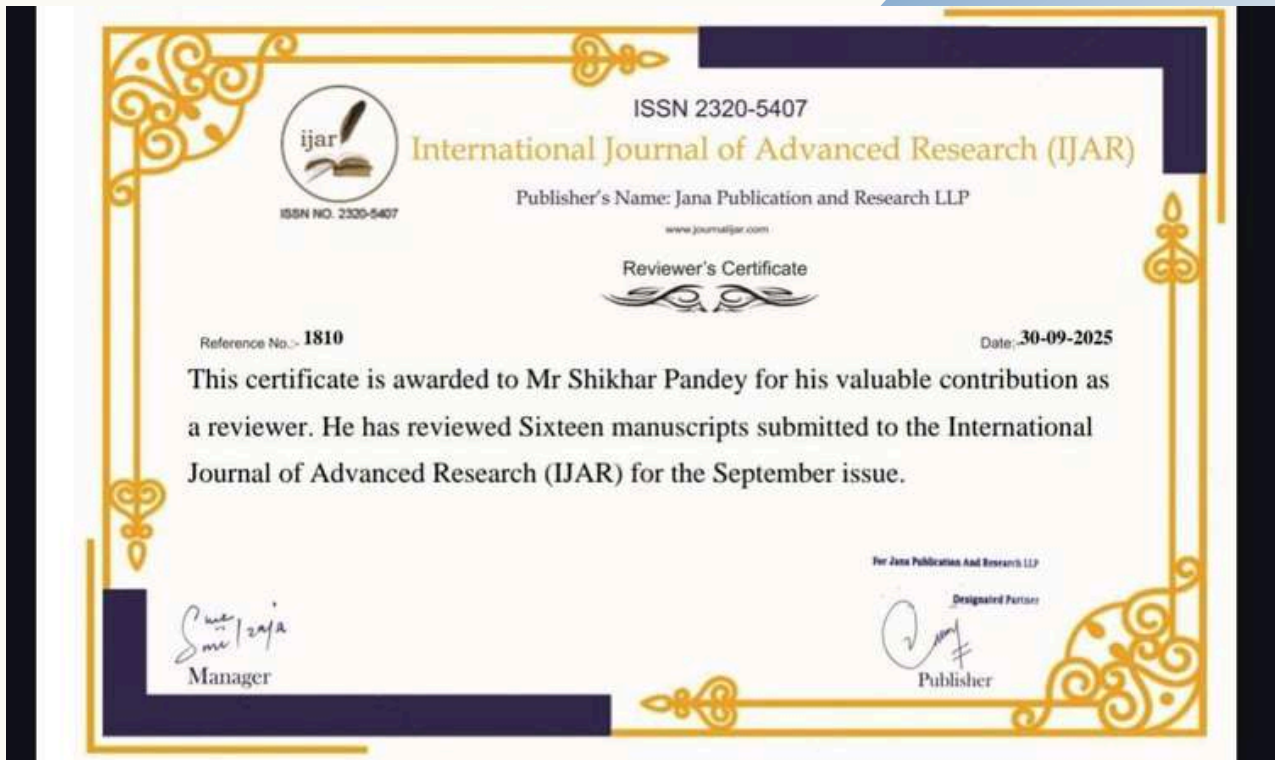 ijar
ISSN NO. 2320-5407
ISSN 2320-5407
International Journal of Advanced Research (IJAR)
Publisher's Name: Jana Publication and Research LLP
www.journalijar.com
Reviewer's Certificate
Reference No.:- 1810
Date:-30-09-2025
This certificate is awarded to Mr Shikhar Pandey for his valuable contribution as
a reviewer. He has reviewed Sixteen manuscripts submitted to the International
Journal of Advanced Research (IJAR) for the September issue.
Manager
For Jana Publication And Research LLP
Designated Partner
Publisher